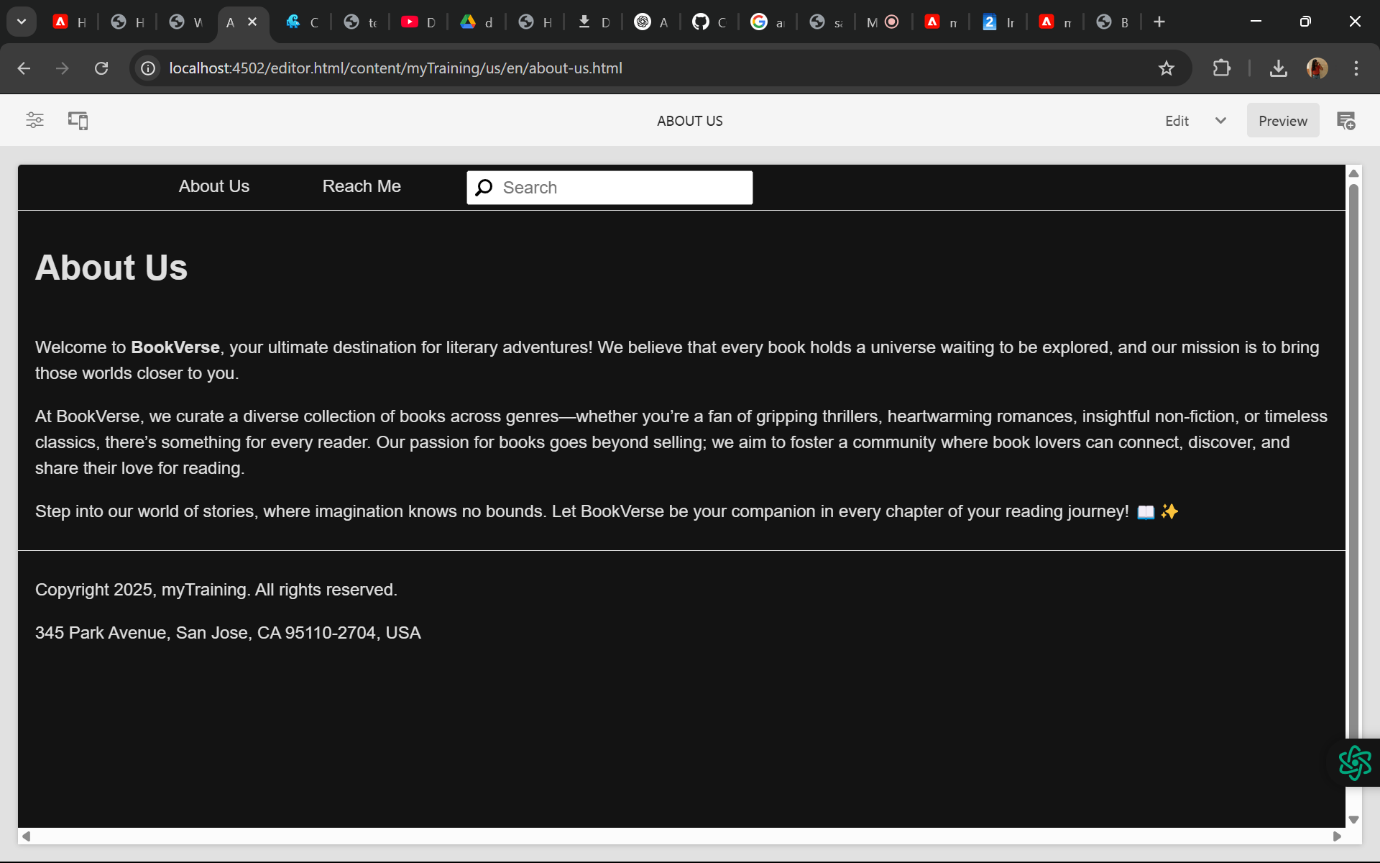 H
H
W
A
C
te
D
d
H
D
A
C
a
sa
M
m
2
Ir
m
B
localhost:4502/editor.html/content/myTraining/us/en/about-us.html
ABOUT US
Edit
Preview
About Us
Reach Me
Search
About Us
Welcome to BookVerse, your ultimate destination for literary adventures! We believe that every book holds a universe waiting to be explored, and our mission is to bring
those worlds closer to you.
At BookVerse, we curate a diverse collection of books across genres—whether you’re a fan of gripping thrillers, heartwarming romances, insightful non-fiction, or timeless
classics, there’s something for every reader. Our passion for books goes beyond selling; we aim to foster a community where book lovers can connect, discover, and
share their love for reading.
Step into our world of stories, where imagination knows no bounds. Let BookVerse be your companion in every chapter of your reading journey! 📖 ✨
Copyright 2025, myTraining. All rights reserved.
345 Park Avenue, San Jose, CA 95110-2704, USA